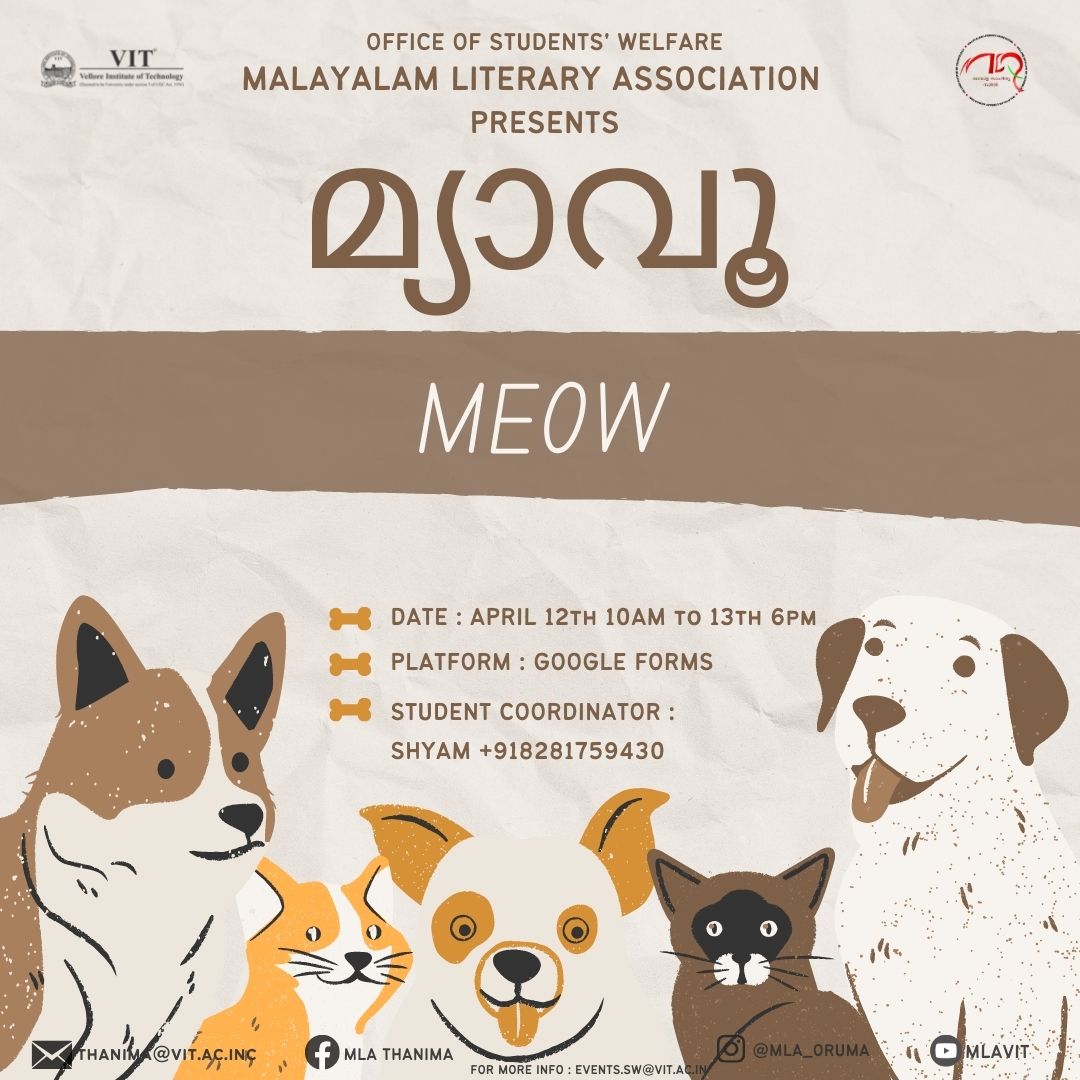 OFFICE OF STUDENTS' WELFARE
VIT
Vellore Institute of Technology
MALAYALAM LITERARY ASSOCIATION
PRESENTS
മ്യാവൂ
MEOW
DATE : APRIL 12TH 10AM TO 13TH 6PM
PLATFORM : GOOGLE FORMS
STUDENT COORDINATOR :
SHYAM +918281759430
THANIMA@VIT.AC.INC
MLA THANIMA
@MLA_ORUMA
MLAVIT
FOR MORE INFO : EVENTS.SW@VIT.AC.IN